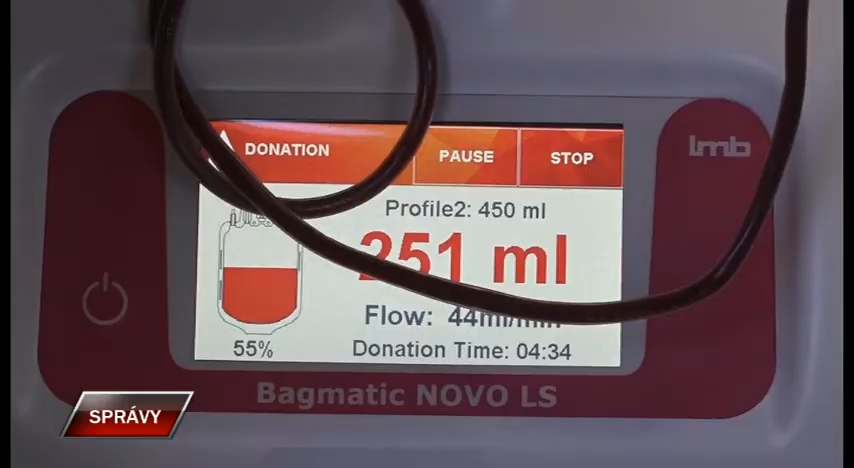 DONATION PAUSE STOP
lmb
Profile2: 450 ml
251 ml
Flow: 44ml/min
55%
Donation Time: 04:34
Bagmatic NOVO LS
SPRÁVY